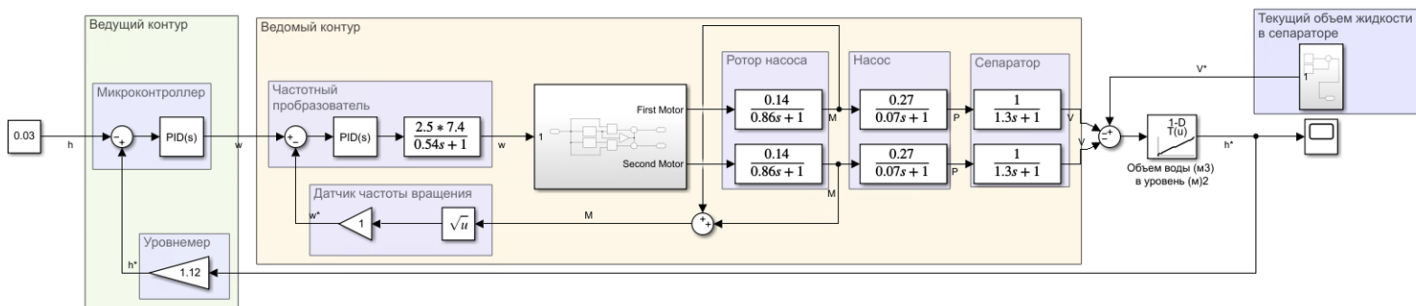 Ведущий контур
Ведомый контур
Текущий объем жидкости
в сепараторе
Микроконтроллер
Частотный
пробразователь
Ротор насоса
Насос
Сепаратор
0.03
h
PID(s)
w
PID(s)
2.5 * 7.4
0.54s + 1
w
1
First Motor
Second Motor
0.14
0.86s + 1
M
0.27
0.07s + 1
P
1
1.3s + 1
V
0.14
0.86s + 1
M
0.27
0.07s + 1
P
1
1.3s + 1
V
V*
1
1-D
T(u)
h*
Объем воды (м3)
в уровень (м)2
Датчик частоты вращения
w*
1
√u
M
Уровнемер
h*
1.12